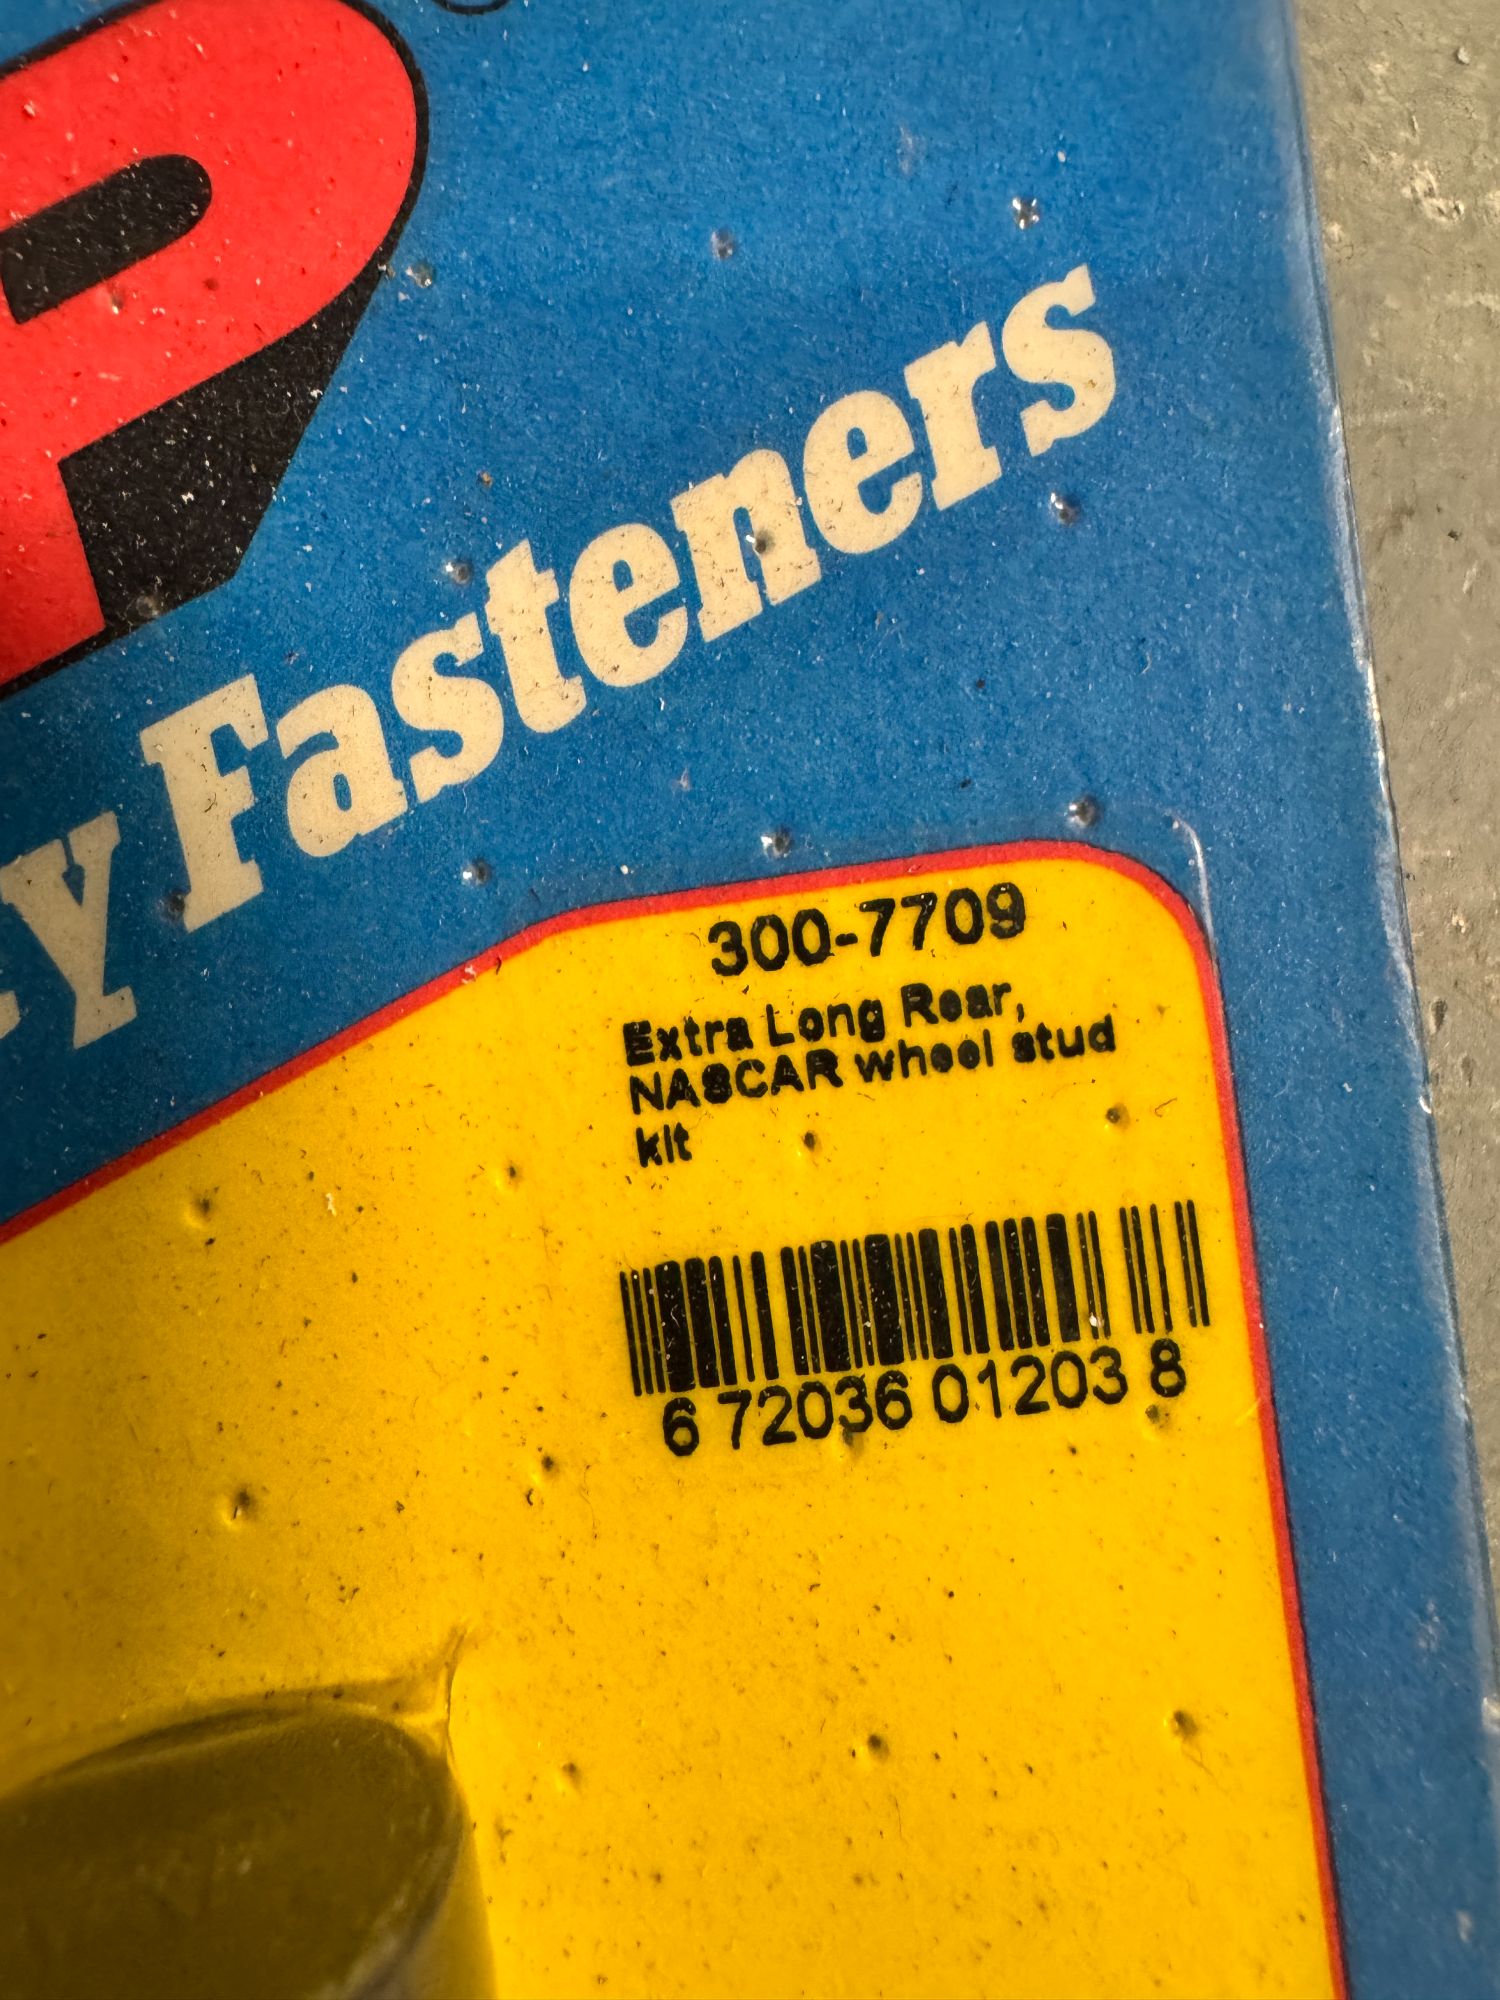 P
y Fasteners
300-7709
Extra Long Rear,
NASCAR wheel stud
kit
6 72036 01203 8